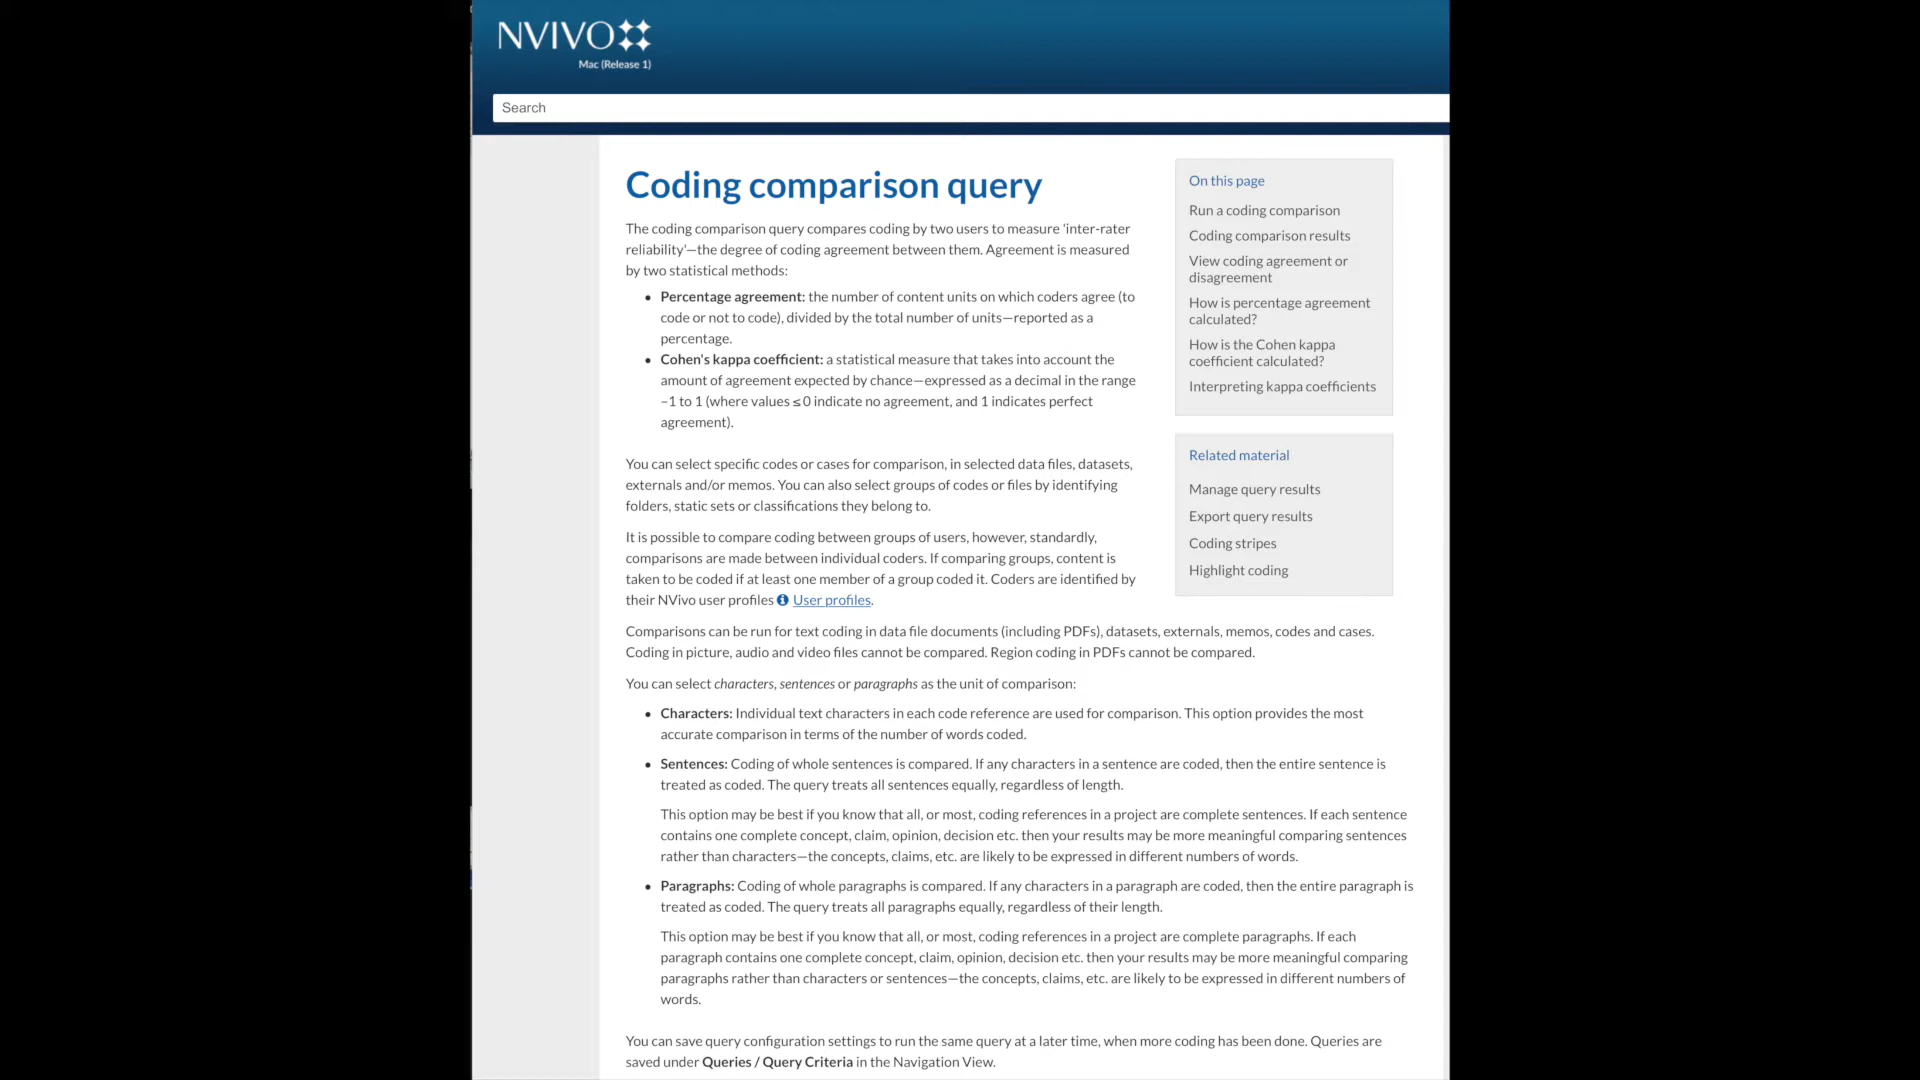 NVIVO
Mac (Release 1)
Search
Coding comparison query
The coding comparison query compares coding by two users to measure 'inter-rater
reliability'—the degree of coding agreement between them. Agreement is measured
by two statistical methods:
• Percentage agreement: the number of content units on which coders agree (to
code or not to code), divided by the total number of units—reported as a
percentage.
• Cohen's kappa coefficient: a statistical measure that takes into account the
amount of agreement expected by chance—expressed as a decimal in the range
–1 to 1 (where values ≤ 0 indicate no agreement, and 1 indicates perfect
agreement).
You can select specific codes or cases for comparison, in selected data files, datasets,
externals and/or memos. You can also select groups of codes or files by identifying
folders, static sets or classifications they belong to.
It is possible to compare coding between groups of users, however, standardly,
comparisons are made between individual coders. If comparing groups, content is
taken to be coded if at least one member of a group coded it. Coders are identified by
their NVivo user profiles User profiles.
Comparisons can be run for text coding in data file documents (including PDFs), datasets, externals, memos, codes and cases.
Coding in picture, audio and video files cannot be compared. Region coding in PDFs cannot be compared.
You can select characters, sentences or paragraphs as the unit of comparison:
• Characters: Individual text characters in each code reference are used for comparison. This option provides the most
accurate comparison in terms of the number of words coded.
• Sentences: Coding of whole sentences is compared. If any characters in a sentence are coded, then the entire sentence is
treated as coded. The query treats all sentences equally, regardless of length.
This option may be best if you know that all, or most, coding references in a project are complete sentences. If each sentence
contains one complete concept, claim, opinion, decision etc. then your results may be more meaningful comparing sentences
rather than characters—the concepts, claims, etc. are likely to be expressed in different numbers of words.
• Paragraphs: Coding of whole paragraphs is compared. If any characters in a paragraph are coded, then the entire paragraph is
treated as coded. The query treats all paragraphs equally, regardless of their length.
This option may be best if you know that all, or most, coding references in a project are complete paragraphs. If each
paragraph contains one complete concept, claim, opinion, decision etc. then your results may be more meaningful comparing
paragraphs rather than characters or sentences—the concepts, claims, etc. are likely to be expressed in different numbers of
words.
You can save query configuration settings to run the same query at a later time, when more coding has been done. Queries are
saved under Queries / Query Criteria in the Navigation View.
On this page
Run a coding comparison
Coding comparison results
View coding agreement or
disagreement
How is percentage agreement
calculated?
How is the Cohen kappa
coefficient calculated?
Interpreting kappa coefficients
Related material
Manage query results
Export query results
Coding stripes
Highlight coding